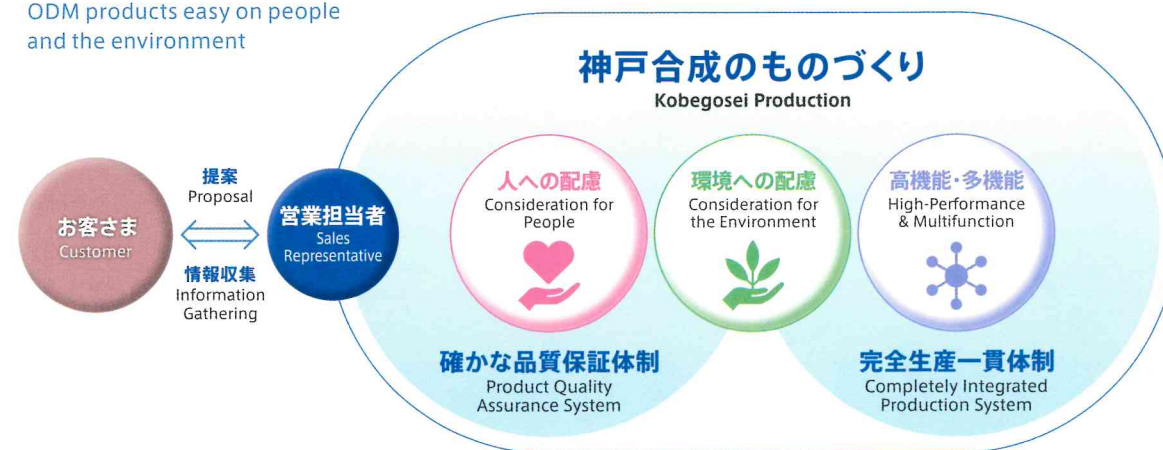 ODM products easy on people
and the environment
神戸合成のものづくり
Kobegosei Production
お客さま
Customer
提案
Proposal
情報収集
Information
Gathering
営業担当者
Sales
Representative
人への配慮
Consideration for
People
環境への配慮
Consideration for
the Environment
高機能・多機能
High-Performance
& Multifunction
確かな品質保証体制
Product Quality
Assurance System
完全生産一貫体制
Completely Integrated
Production System